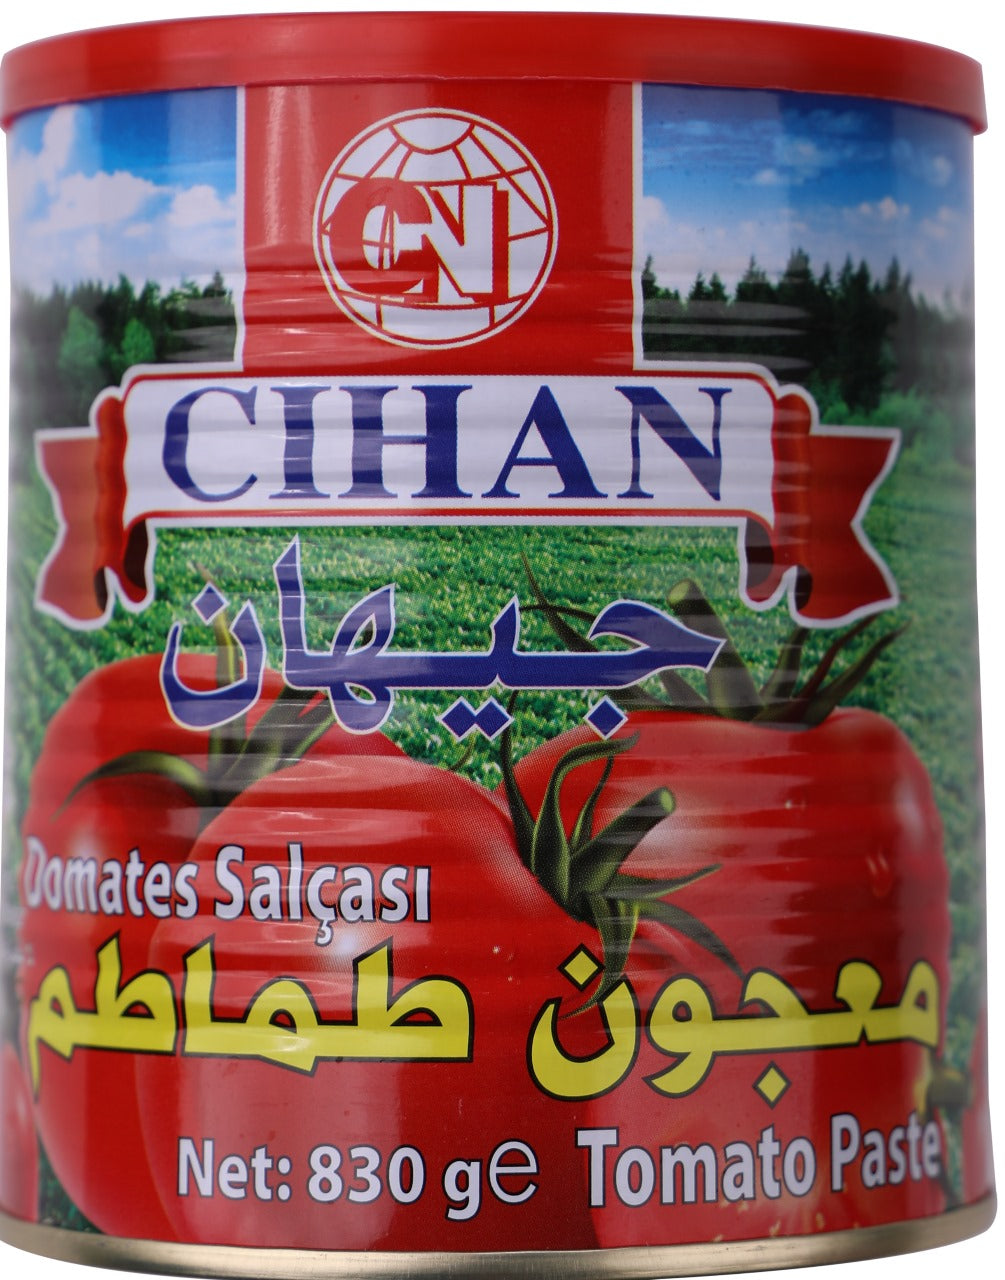 CN
CIHAN
جيهان
Domates Salçası
معجون طماطم
Net: 830 g℮ Tomato Paste